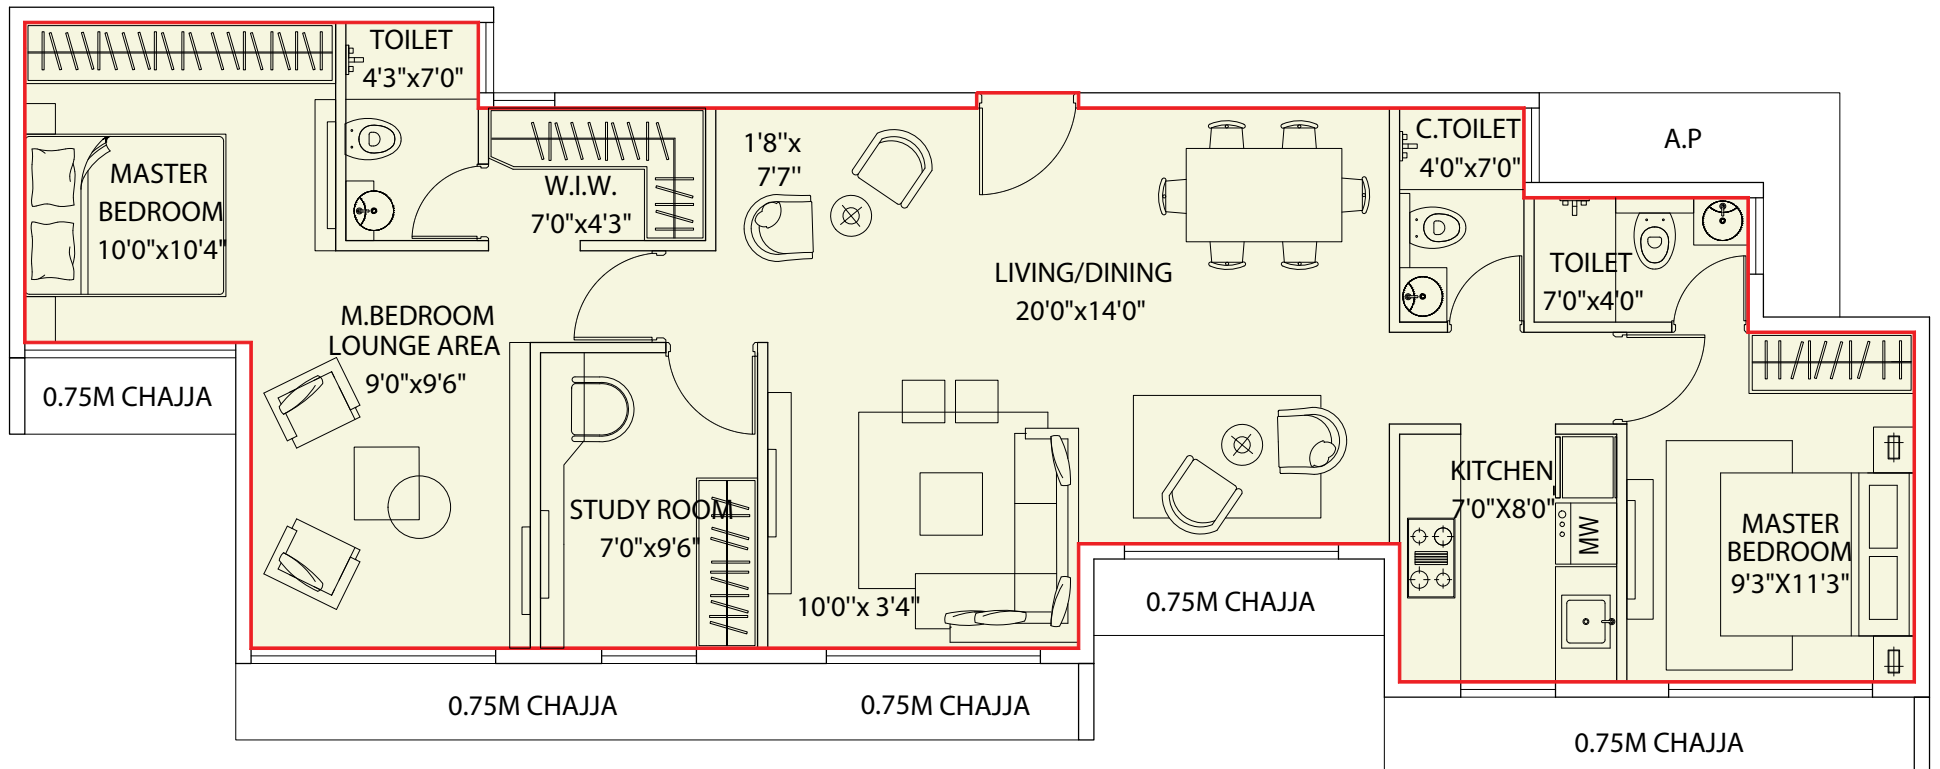 TOILET
4'3"x7'0"
MASTER
BEDROOM
10'0"x10'4"
W.I.W.
7'0"x4'3"
1'8''x
7'7''
M.BEDROOM
LOUNGE AREA
9'0"x9'6"
0.75M CHAJJA
STUDY ROOM
7'0"x9'6"
LIVING/DINING
20'0"x14'0"
10'0''x 3'4"
C.TOILET
4'0"x7'0"
A.P
TOILET
7'0"x4'0"
KITCHEN
7'0"X8'0"
MW
MASTER
BEDROOM
9'3"X11'3"
0.75M CHAJJA
0.75M CHAJJA
0.75M CHAJJA
0.75M CHAJJA